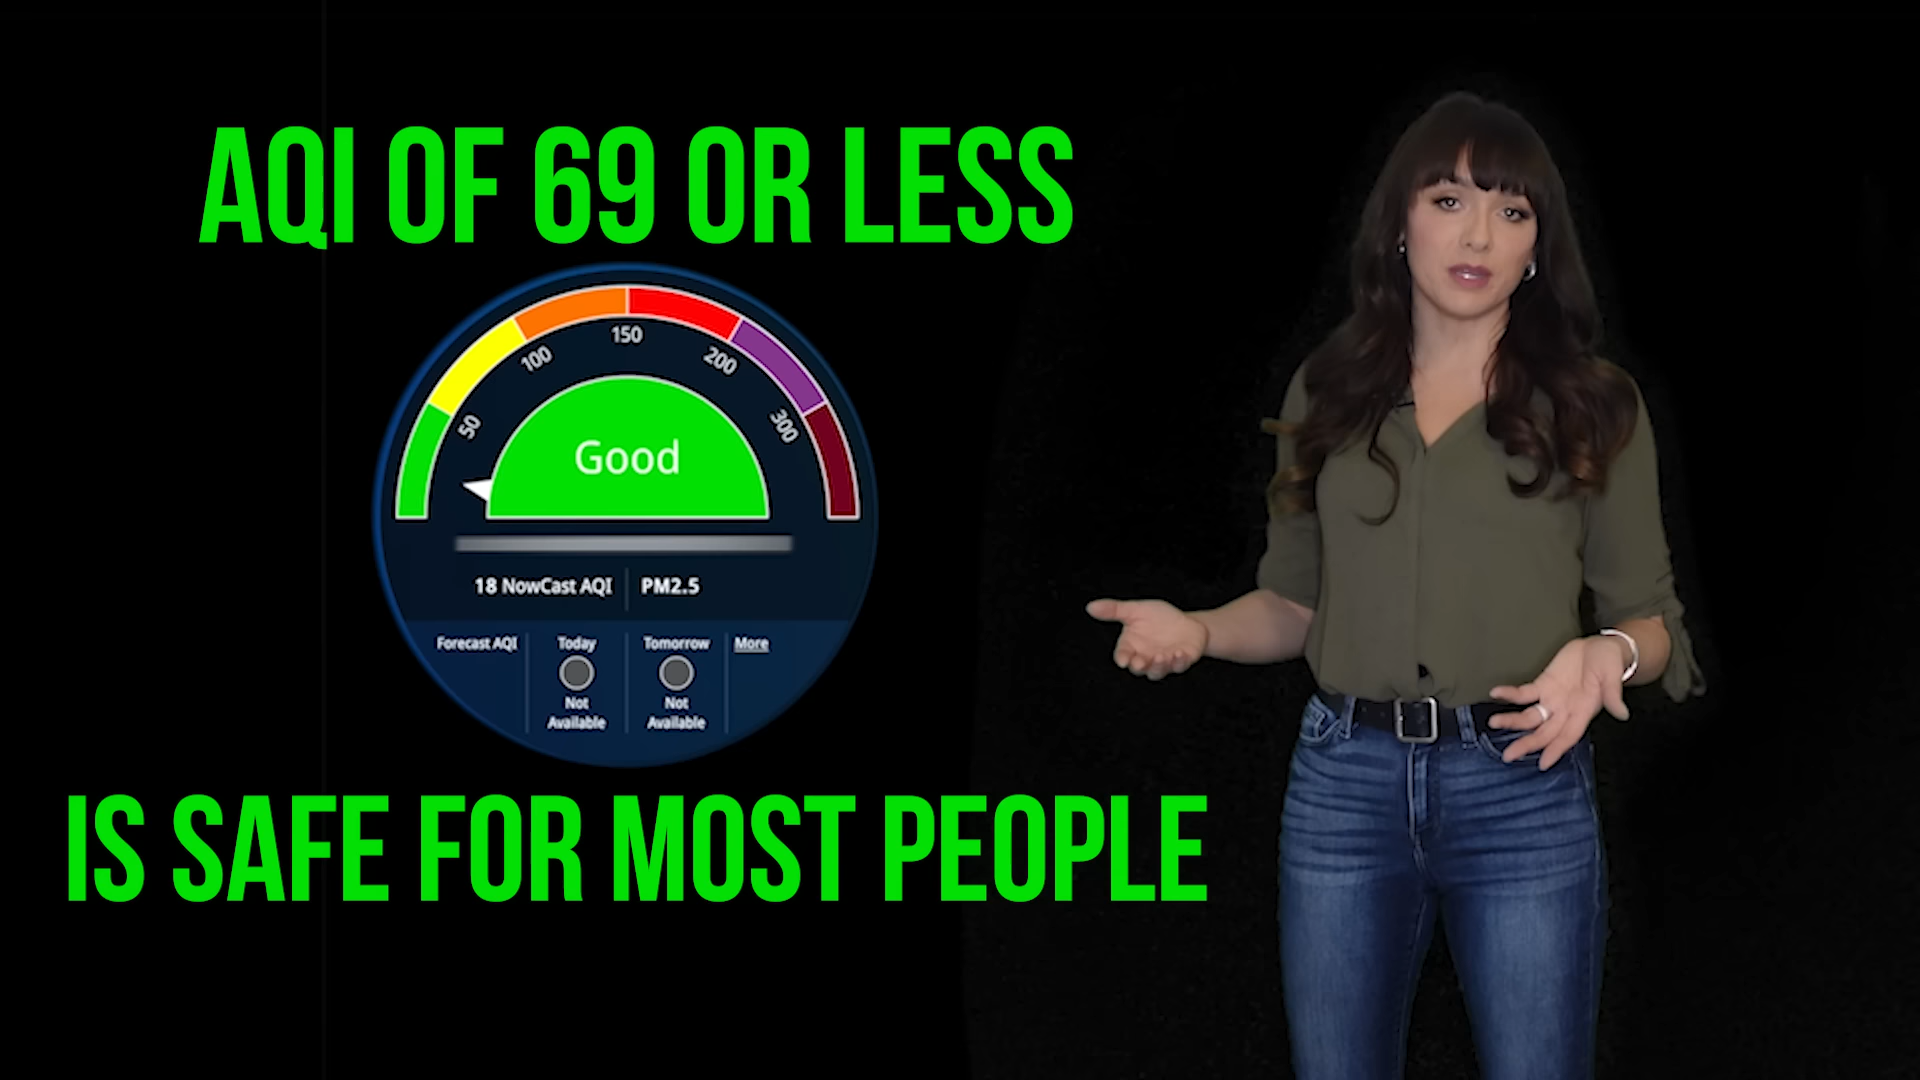 AQI OF 69 OR LESS
50
100
150
200
300
Good
18 NowCast AQI PM2.5
Forecast AQI Today Tomorrow More
Not Available Not Available
IS SAFE FOR MOST PEOPLE